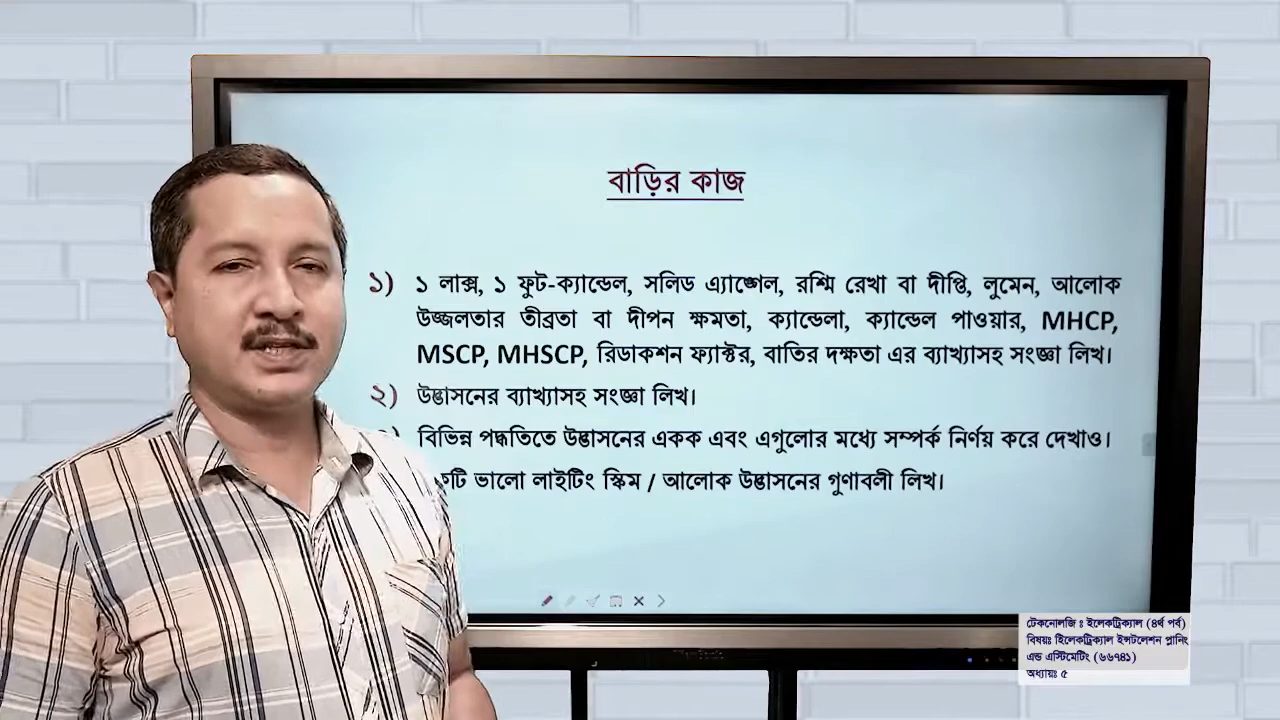 বাড়ির কাজ
১) ১ লাক্স, ১ ফুট-ক্যান্ডেল, সলিড এ্যাঙ্গেল, রশ্মি রেখা বা দীপ্তি, লুমেন, আলোক
উজ্জলতার তীব্রতা বা দীপন ক্ষমতা, ক্যান্ডেলা, ক্যান্ডেল পাওয়ার, MHCP,
MSCP, MHSCP, রিডাকশন ফ্যাক্টর, বাতির দক্ষতা এর ব্যাখ্যাসহ সংজ্ঞা লিখ।
২) উদ্ভাসনের ব্যাখ্যাসহ সংজ্ঞা লিখ।
বিভিন্ন পদ্ধতিতে উদ্ভাসনের একক এবং এগুলোর মধ্যে সম্পর্ক নির্ণয় করে দেখাও।
ভালো লাইটিং স্কিম / আলোক উদ্ভাসনের গুণাবলী লিখ।
টেকনোলজি ঃ ইলেকট্রিক্যাল (৪র্থ পর্ব)
বিষয়ঃ ইলেকট্রিক্যাল ইন্সটলেশন প্লানিং
এন্ড এস্টিমেটিং (৬৬৭৪১)
অধ্যায়ঃ ৫